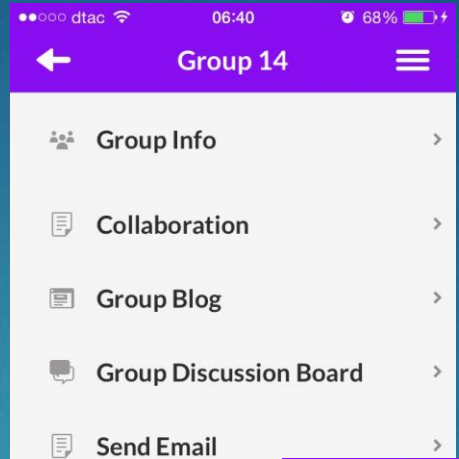 dtac 06:40 68%
Group 14
Group Info
Collaboration
Group Blog
Group Discussion Board
Send Email